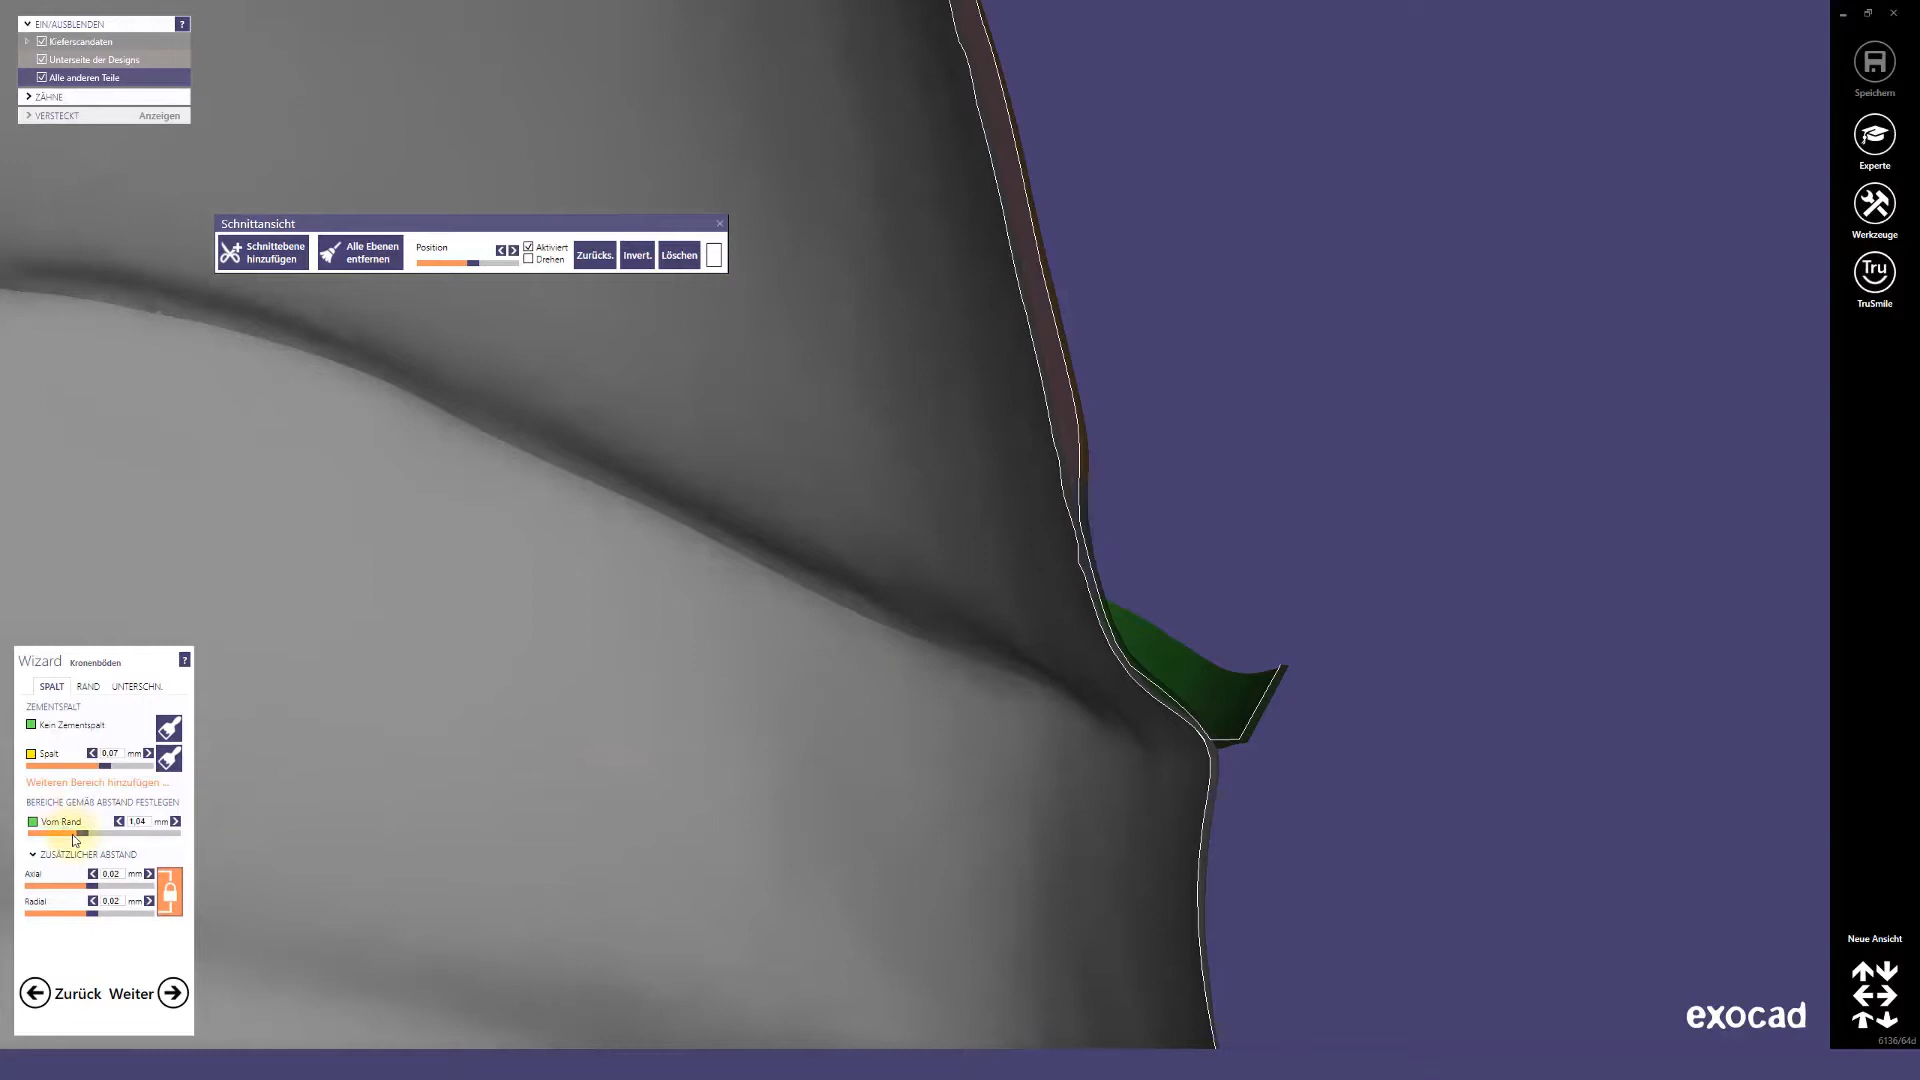 EIN/AUSBLENDEN ?
Kieferscandaten
Unterseite der Designs
Alle anderen Teile
ZÄHNE
VERSTECKT Anzeigen
Schnittansicht
Schnittebene hinzufügen
Alle Ebenen entfernen
Position
Aktiviert
Drehen
Zurücks.
Invert.
Löschen
Speichern
Experte
Werkzeuge
Tru
TruSmile
Wizard Kronenböden ?
SPALT RAND UNTERSCHN.
ZEMENTSPALT
Kein Zementspalt
Spalt 0,07 mm
Weiteren Bereich hinzufügen ...
BEREICHE GEMÄß ABSTAND FESTLEGEN
Vom Rand 1,04 mm
ZUSÄTZLICHER ABSTAND
Axial 0,02 mm
Radial 0,02 mm
Zurück Weiter
Neue Ansicht
exocad
6136/64d